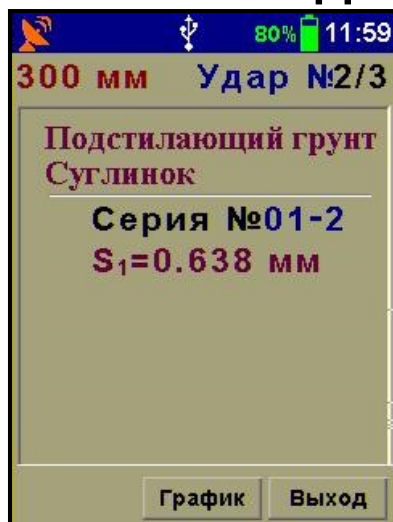 80% 11:59
300 мм Удар №2/3
Подстилающий грунт
Суглинок
Серия №01-2
S₁=0.638 мм
График Выход